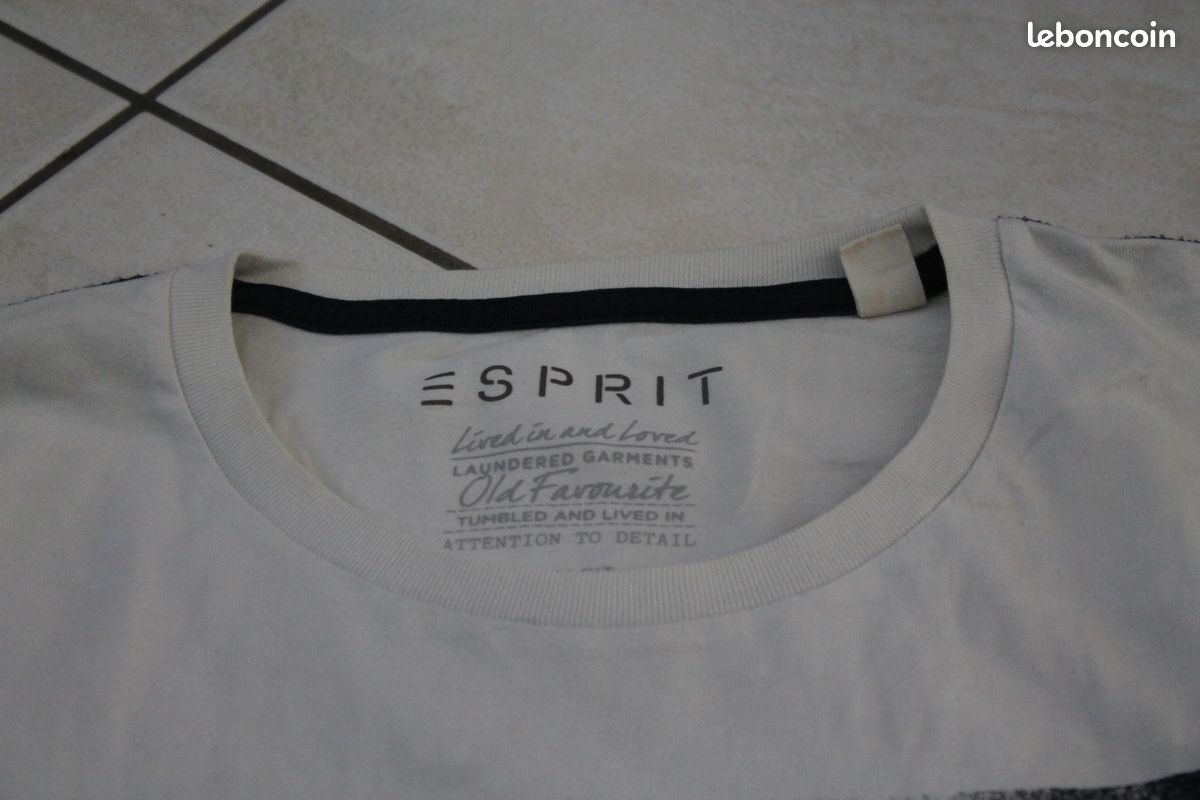 leboncoin
ESPRIT
Lived in and Loved
LAUNDERED GARMENTS
Old Favourite
TUMBLED AND LIVED IN
ATTENTION TO DETAIL